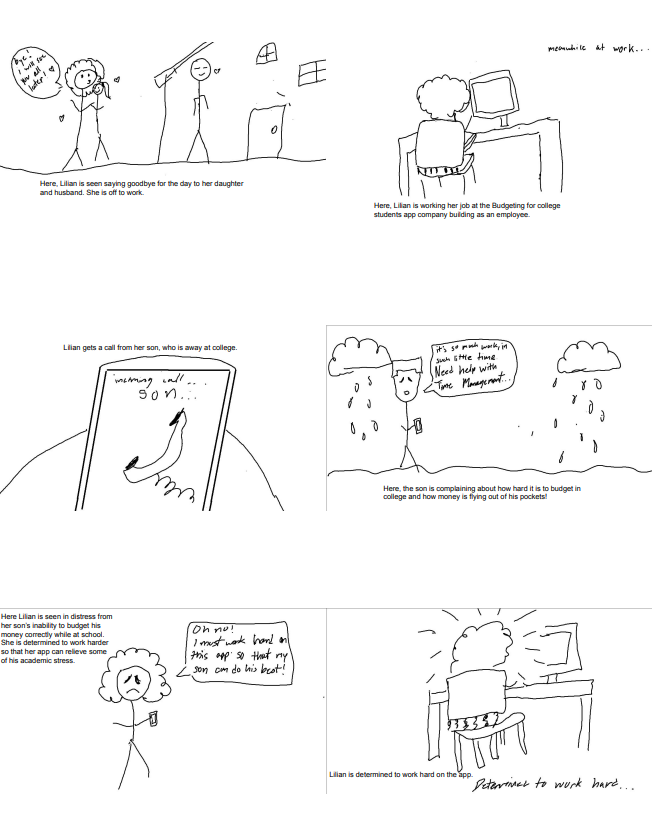 Bye!
I will see
you all
later!
Here, Lilian is seen saying goodbye for the day to her daughter
and husband. She is off to work.
meanwhile at work...
Here, Lilian is working her job at the Budgeting for college
students app company building as an employee.
Lilian gets a call from her son, who is away at college.
incoming call...
son...
it's so much work, in
such little time
Need help with
Time Management...
Here, the son is complaining about how hard it is to budget in
college and how money is flying out of his pockets!
Here Lilian is seen in distress from
her son's inability to budget his
money correctly while at school.
She is determined to work harder
so that her app can relieve some
of his academic stress.
Oh no!
I must work hard on
this app so that my
son can do his best!
Lilian is determined to work hard on the app.
Determined to work hard...